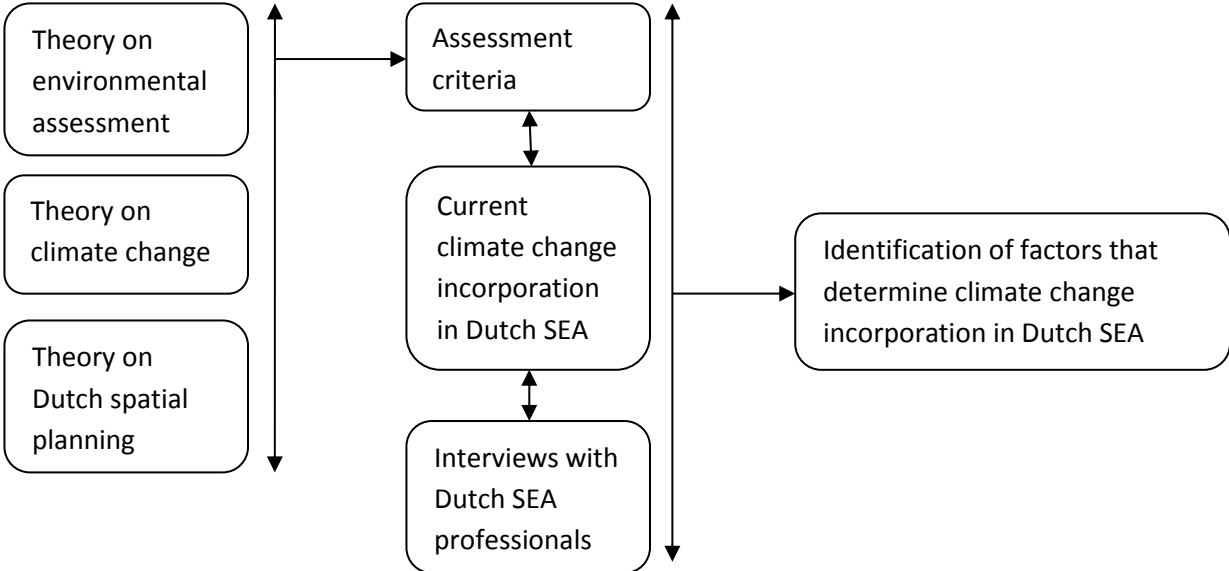 Theory on
environmental
assessment
Theory on
climate change
Theory on
Dutch spatial
planning
Assessment
criteria
Current
climate change
incorporation
in Dutch SEA
Interviews with
Dutch SEA
professionals
Identification of factors that
determine climate change
incorporation in Dutch SEA